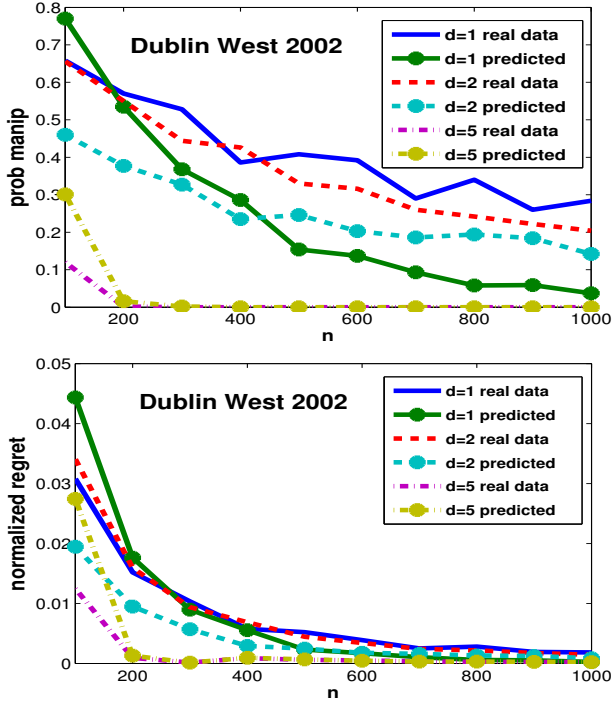 0.8
0.7
0.6
0.5
0.4
0.3
0.2
0.1
0
prob manip
Dublin West 2002
d=1 real data
d=1 predicted
d=2 real data
d=2 predicted
d=5 real data
d=5 predicted
200 400 600 800 1000
n
0.05
0.04
0.03
0.02
0.01
0
normalized regret
Dublin West 2002
d=1 real data
d=1 predicted
d=2 real data
d=2 predicted
d=5 real data
d=5 predicted
200 400 600 800 1000
n